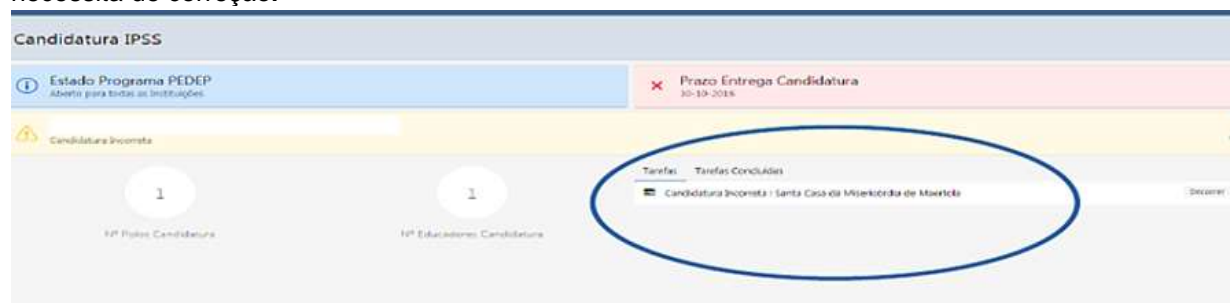 necessita de correção.
Candidatura IPSS
Estado Programa PEDEP
Aberto para todas as Instituições
Prazo Entrega Candidatura
30-10-2016
Candidatura Incorreta
1
Nº Polos Candidatura
1
Nº Educadores Candidatura
Tarefas Tarefas Concluídas
Candidatura Incorreta : Santa Casa da Misericórdia de Moertola
Decorrer